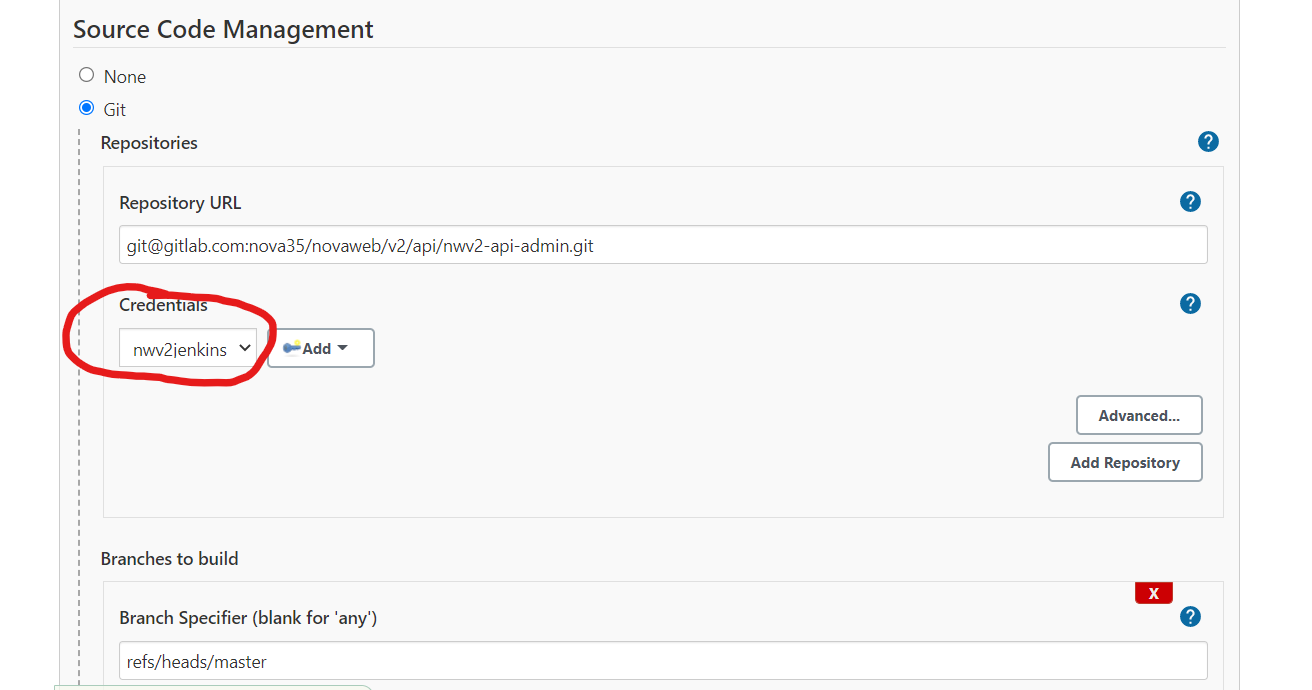 Source Code Management
None
Git
Repositories
?
Repository URL
?
git@gitlab.com:nova35/novaweb/v2/api/nwv2-api-admin.git
Credentials
?
nwv2jenkins
Add
Advanced...
Add Repository
Branches to build
X
Branch Specifier (blank for 'any')
?
refs/heads/master